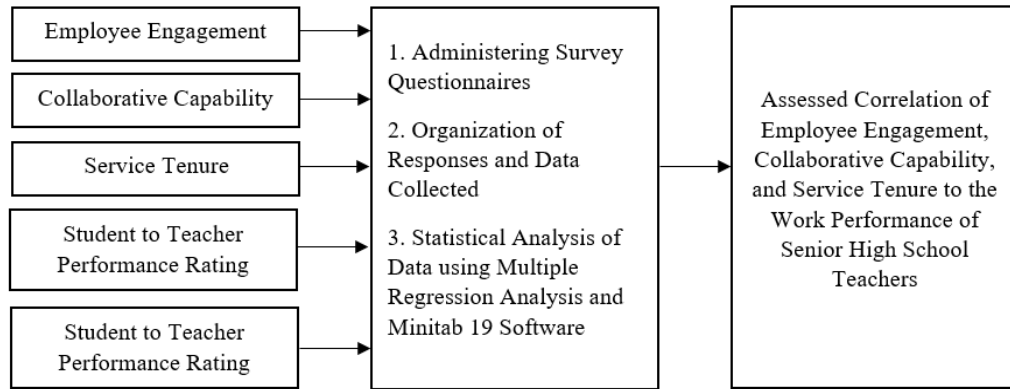 Employee Engagement
Collaborative Capability
Service Tenure
Student to Teacher
Performance Rating
Student to Teacher
Performance Rating
1. Administering Survey
Questionnaires
2. Organization of
Responses and Data
Collected
3. Statistical Analysis of
Data using Multiple
Regression Analysis and
Minitab 19 Software
Assessed Correlation of
Employee Engagement,
Collaborative Capability,
and Service Tenure to the
Work Performance of
Senior High School
Teachers